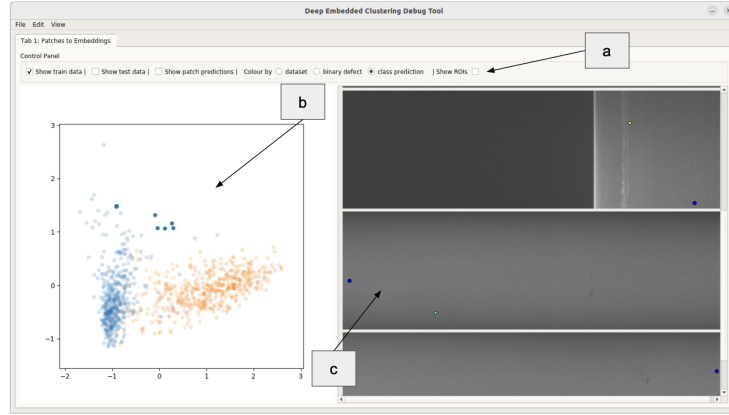 Deep Embedded Clustering Debug Tool
File Edit View
Tab 1: Patches to Embeddings
Control Panel
Show train data | Show test data | Show patch predictions | Colour by dataset binary defect class prediction | Show ROIs
a
b
c
3
2
1
0
−1
−2 −1 0 1 2 3